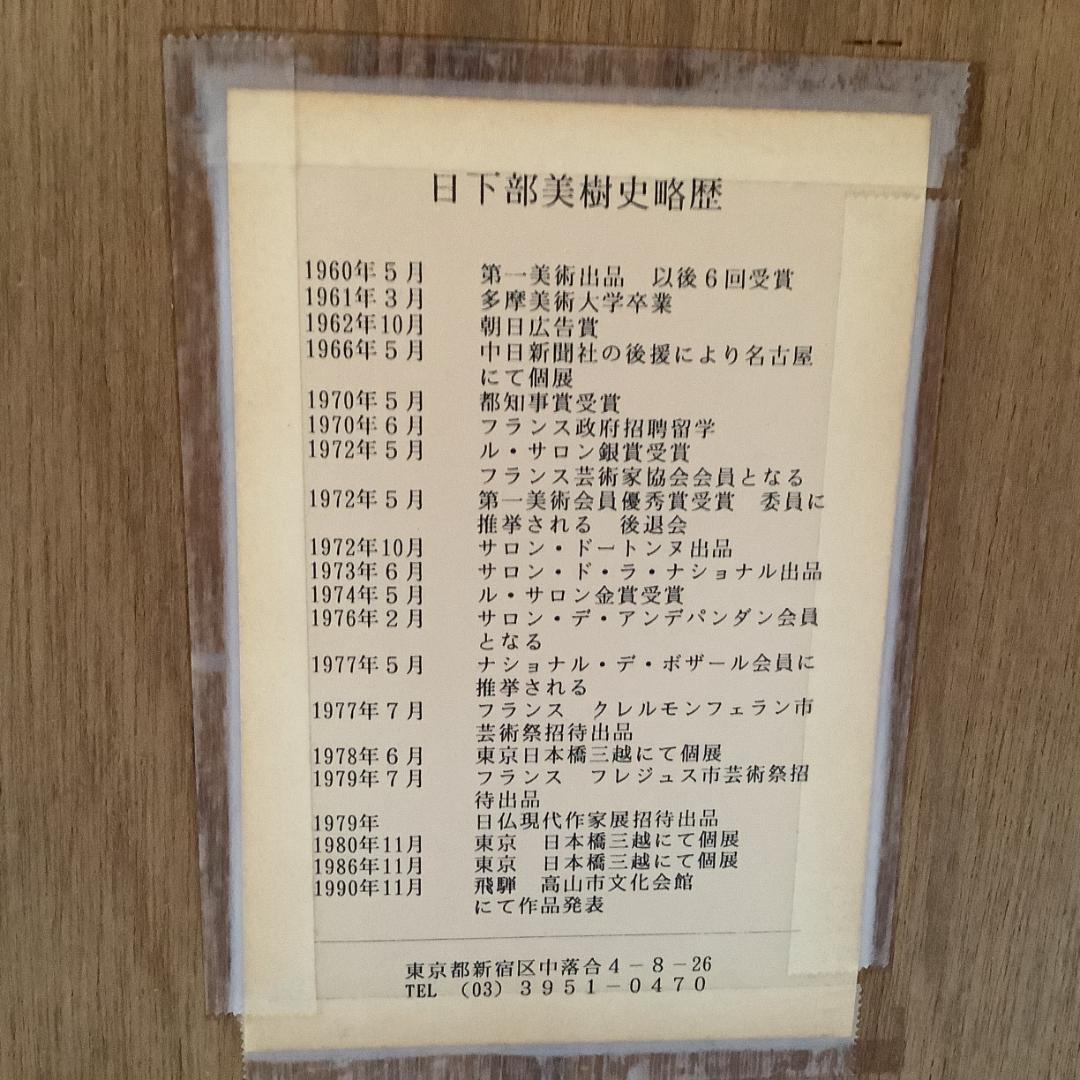 日下部美樹史略歴
1960年5月 第一美術出品 以後6回受賞
1961年3月 多摩美術大学卒業
1962年10月 朝日広告賞
1966年5月 中日新聞社の後援により名古屋
にて個展
1970年5月 都知事賞受賞
1970年6月 フランス政府招聘留学
1972年5月 ル・サロン銀賞受賞
フランス芸術家協会会員となる
1972年5月 第一美術会員優秀賞受賞 委員に
推挙される 後退会
1972年10月 サロン・ドートンヌ出品
1973年6月 サロン・ド・ラ・ナショナル出品
1974年5月 ル・サロン金賞受賞
1976年2月 サロン・デ・アンデパンダン会員
となる
1977年5月 ナショナル・デ・ボザール会員に
推挙される
1977年7月 フランス クレルモンフェラン市
芸術祭招待出品
1978年6月 東京日本橋三越にて個展
1979年7月 フランス フレジュス市芸術祭招
待出品
1979年 日仏現代作家展招待出品
1980年11月 東京 日本橋三越にて個展
1986年11月 東京 日本橋三越にて個展
1990年11月 飛騨 高山市文化会館
にて作品発表
東京都新宿区中落合4-8-26
TEL (03) 3951-0470